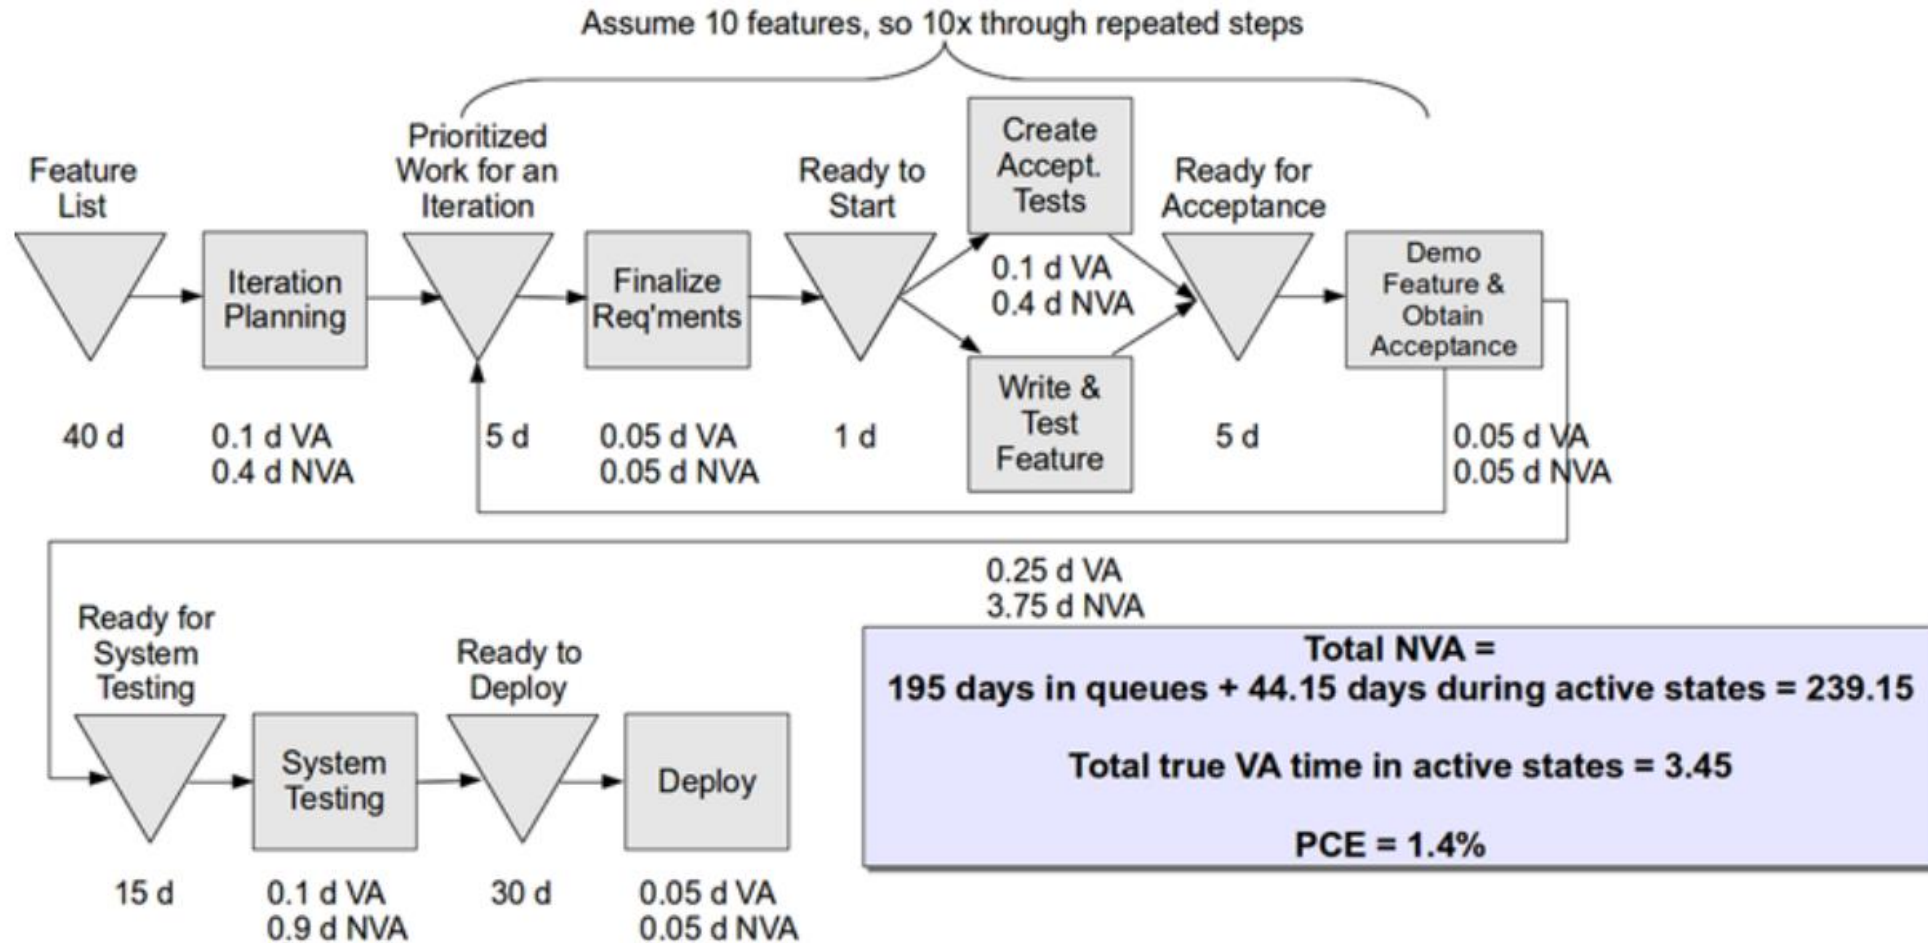 Assume 10 features, so 10x through repeated steps
Feature
List
40 d
Iteration
Planning
0.1 d VA
0.4 d NVA
Prioritized
Work for an
Iteration
5 d
Finalize
Req'ments
0.05 d VA
0.05 d NVA
Ready to
Start
1 d
Create
Accept.
Tests
0.1 d VA
0.4 d NVA
Write &
Test
Feature
0.25 d VA
3.75 d NVA
Ready for
Acceptance
5 d
Demo
Feature &
Obtain
Acceptance
0.05 d VA
0.05 d NVA
Ready for
System
Testing
15 d
System
Testing
0.1 d VA
0.9 d NVA
Ready to
Deploy
30 d
Deploy
0.05 d VA
0.05 d NVA
Total NVA =
195 days in queues + 44.15 days during active states = 239.15
Total true VA time in active states = 3.45
PCE = 1.4%